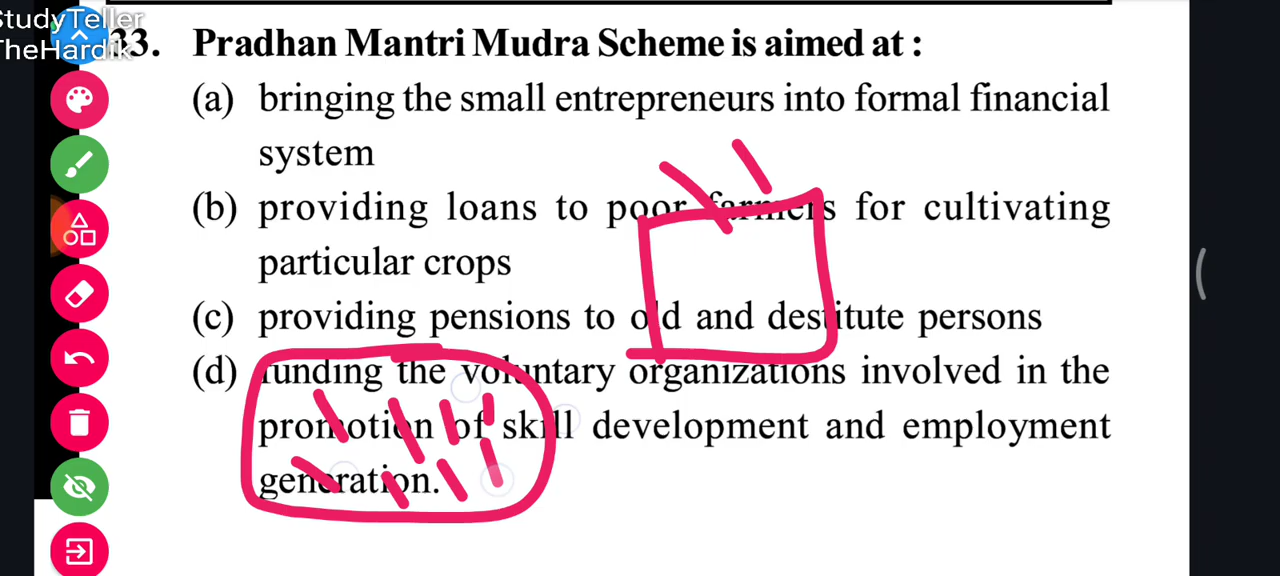 StudyTeller
TheHardik
33. Pradhan Mantri Mudra Scheme is aimed at :
(a) bringing the small entrepreneurs into formal financial
system
(b) providing loans to poor farmers for cultivating
particular crops
(c) providing pensions to old and destitute persons
(d) funding the voluntary organizations involved in the
promotion of skill development and employment
generation.